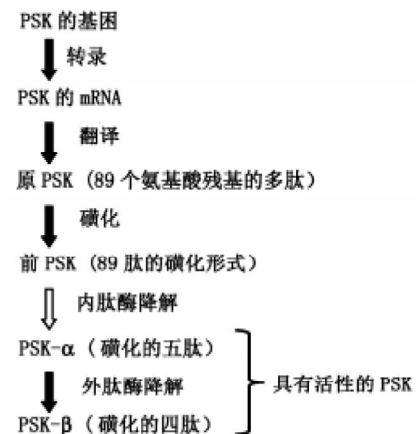 PSK 的基因
转录
PSK 的 mRNA
翻译
原 PSK (89 个氨基酸残基的多肽)
磺化
前 PSK (89 肽的磺化形式)
内肽酶降解
PSK-α (磺化的五肽)
外肽酶降解
具有活性的 PSK
PSK-β (磺化的四肽)